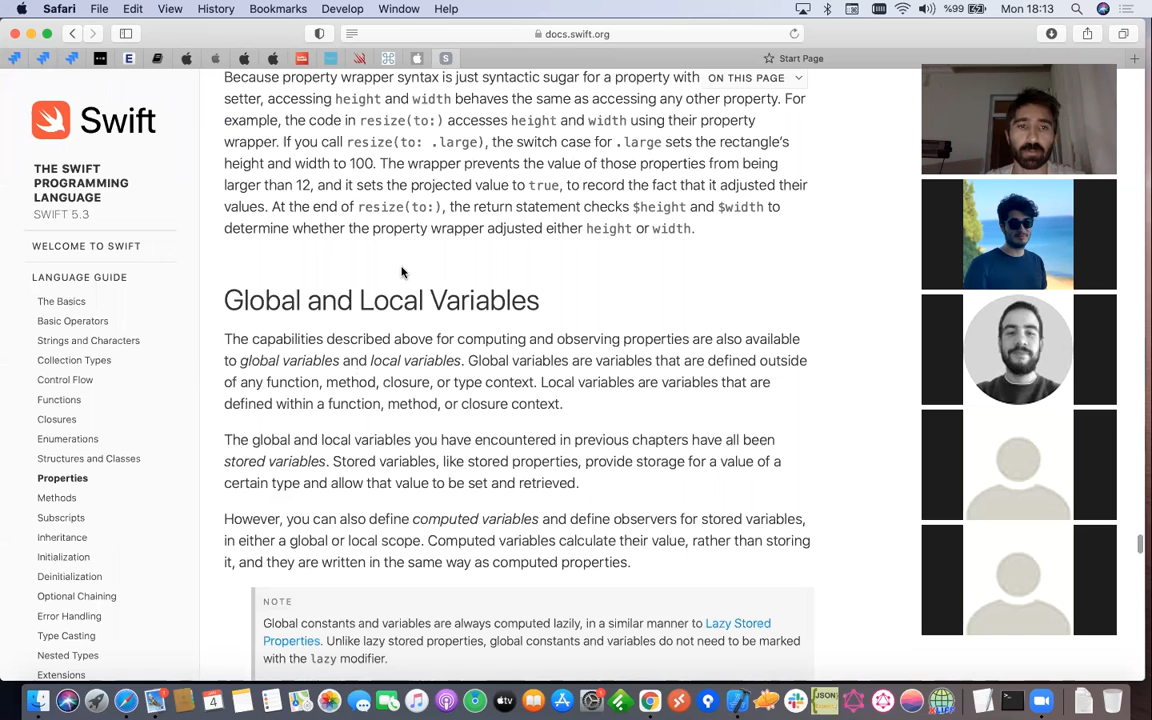 Safari File Edit View History Bookmarks Develop Window Help %99 Mon 18:13
docs.swift.org
Start Page
Swift
THE SWIFT
PROGRAMMING
LANGUAGE
SWIFT 5.3
WELCOME TO SWIFT
LANGUAGE GUIDE
The Basics
Basic Operators
Strings and Characters
Collection Types
Control Flow
Functions
Closures
Enumerations
Structures and Classes
Properties
Methods
Subscripts
Inheritance
Initialization
Deinitialization
Optional Chaining
Error Handling
Type Casting
Nested Types
Extensions
ON THIS PAGE
Because property wrapper syntax is just syntactic sugar for a property with
setter, accessing height and width behaves the same as accessing any other property. For
example, the code in resize(to:) accesses height and width using their property
wrapper. If you call resize(to: .large), the switch case for .large sets the rectangle’s
height and width to 100. The wrapper prevents the value of those properties from being
larger than 12, and it sets the projected value to true, to record the fact that it adjusted their
values. At the end of resize(to:), the return statement checks $height and $width to
determine whether the property wrapper adjusted either height or width.
Global and Local Variables
The capabilities described above for computing and observing properties are also available
to global variables and local variables. Global variables are variables that are defined outside
of any function, method, closure, or type context. Local variables are variables that are
defined within a function, method, or closure context.
The global and local variables you have encountered in previous chapters have all been
stored variables. Stored variables, like stored properties, provide storage for a value of a
certain type and allow that value to be set and retrieved.
However, you can also define computed variables and define observers for stored variables,
in either a global or local scope. Computed variables calculate their value, rather than storing
it, and they are written in the same way as computed properties.
NOTE
Global constants and variables are always computed lazily, in a similar manner to Lazy Stored
Properties. Unlike lazy stored properties, global constants and variables do not need to be marked
with the lazy modifier.